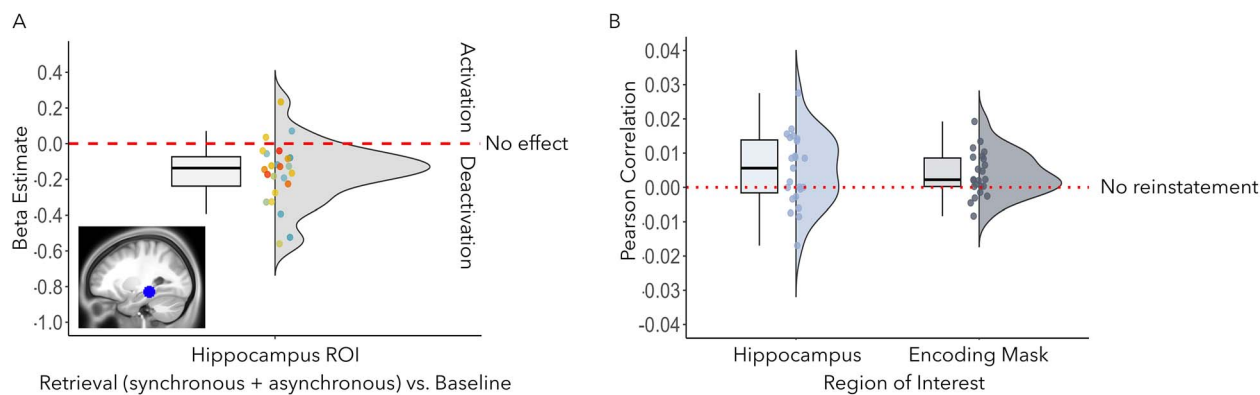 A
Beta Estimate
0.4
0.2
0.0
-0.2
-0.4
-0.6
-0.8
-1.0
Activation
Deactivation
No effect
Hippocampus ROI
Retrieval (synchronous + asynchronous) vs. Baseline
B
Pearson Correlation
0.04
0.03
0.02
0.01
0.00
-0.01
-0.02
-0.03
-0.04
No reinstatement
Hippocampus
Encoding Mask
Region of Interest